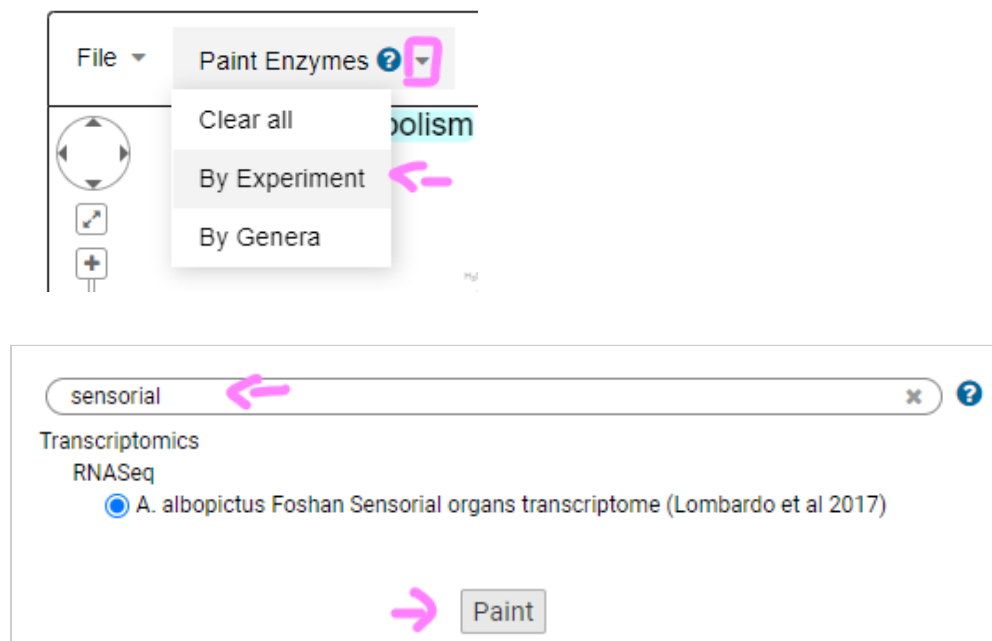 File Paint Enzymes ?
Clear all
bolism
By Experiment
By Genera
sensorial
?
Transcriptomics
RNASeq
A. albopictus Foshan Sensorial organs transcriptome (Lombardo et al 2017)
Paint